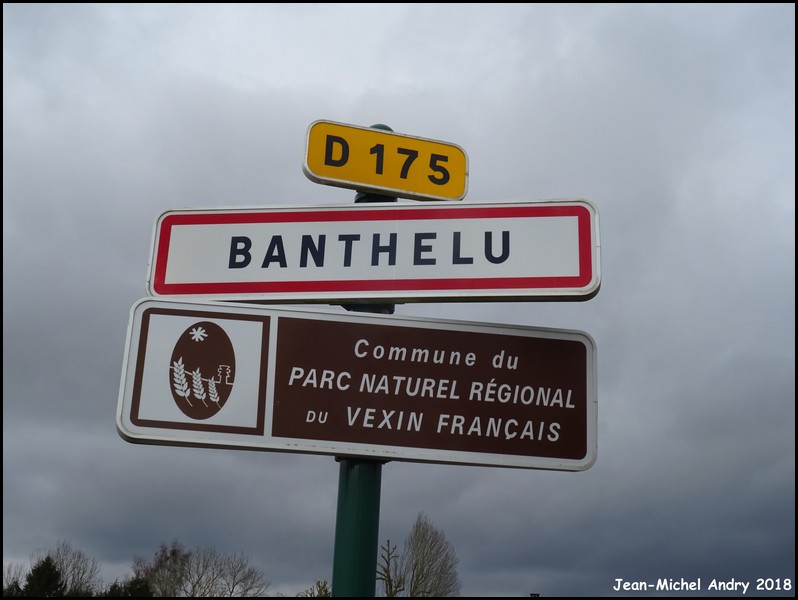 D 175
BANTHELU
Commune du
PARC NATUREL RÉGIONAL
DU VEXIN FRANÇAIS
Jean-Michel Andry 2018